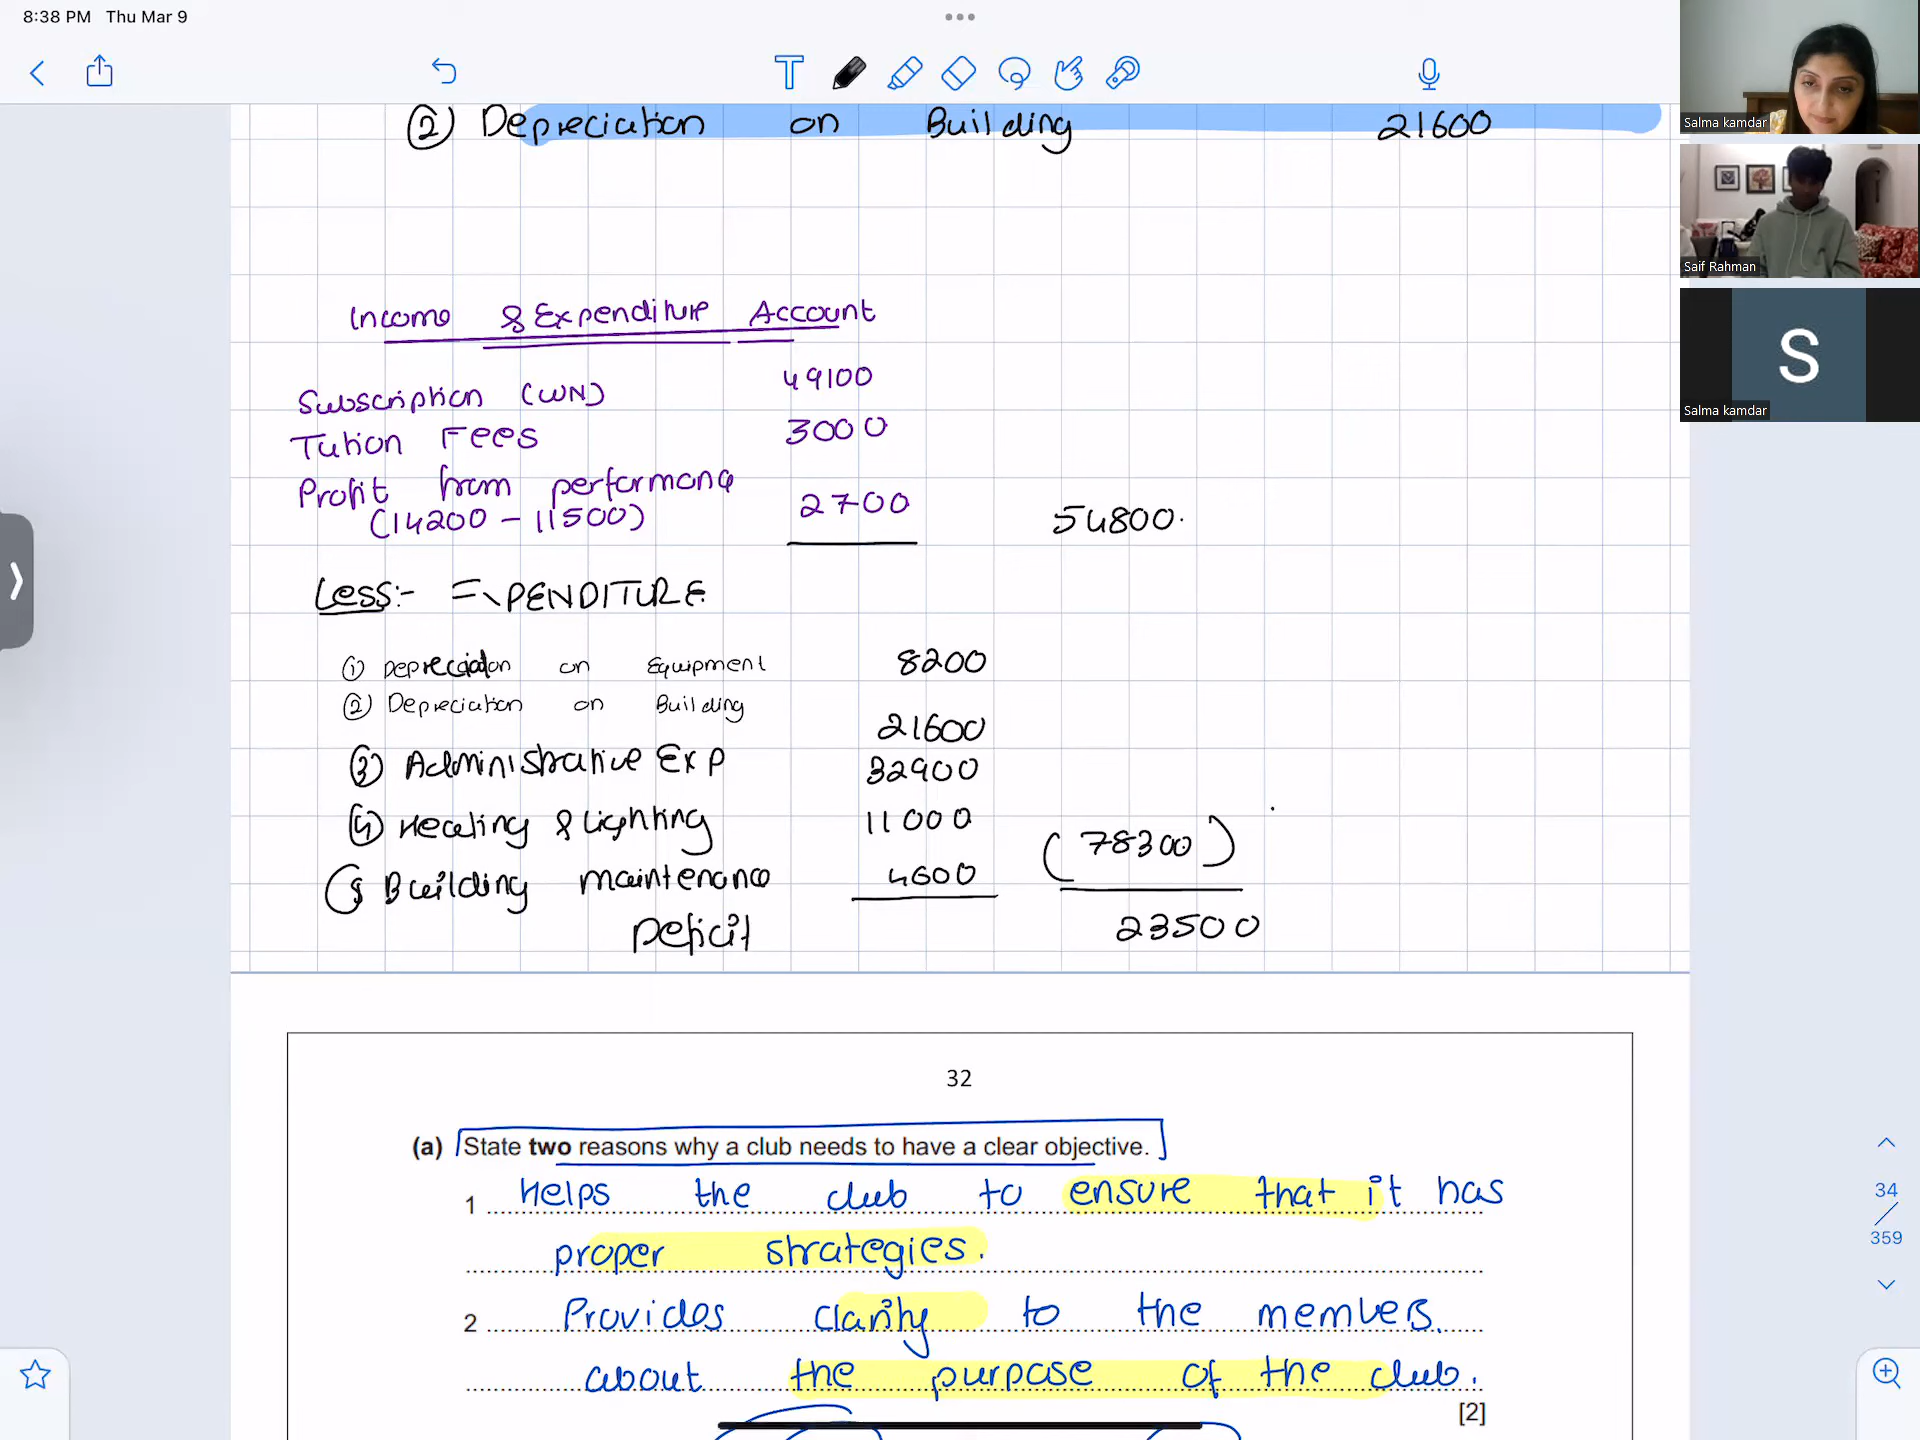 8:38 PM Thu Mar 9
T
② Depreciation on Building 21600
Salma kamdar
Saif Rahman
S
Salma kamdar
Income & Expenditure Account
Subscription (WN) 49100
Tution Fees 3000
Profit from performanc 2700 54800.
(14200 - 11500)
Less:- EXPENDITURE
① Depreciation on Equipment 8200
② Depreciation on Building 21600
③ Administrative Exp 32900
④ Heating & Lighting 11000 (78300)
⑤ Building maintenanc 4600
Deficit 23500
32
(a) State two reasons why a club needs to have a clear objective.
1 Helps the club to ensure that it has
proper strategies.
2 Provides clarity to the members.
about the purpose of the club.
[2]
34
/
359